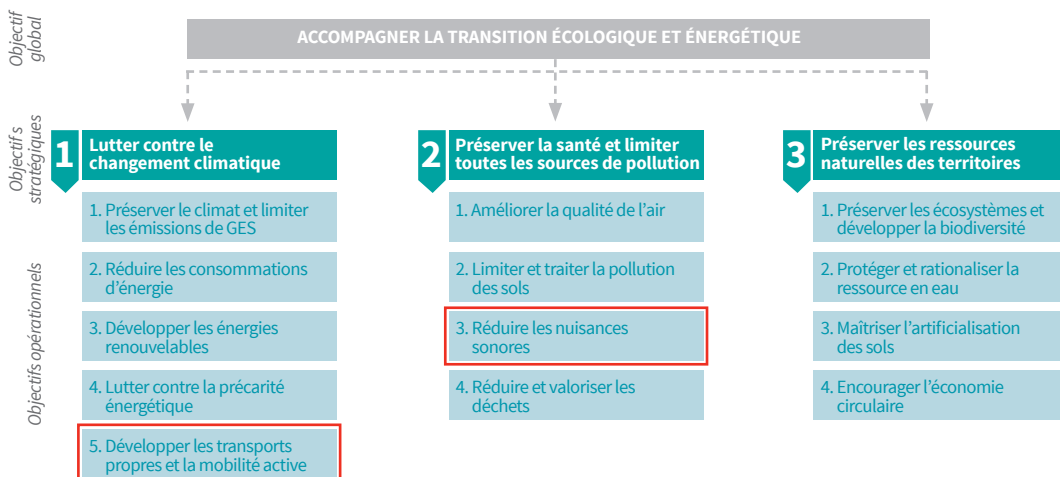 Objectif
global
ACCOMPAGNER LA TRANSITION ÉCOLOGIQUE ET ÉNERGÉTIQUE
Objectifs
stratégiques
1
Lutter contre le
changement climatique
2
Préserver la santé et limiter
toutes les sources de pollution
3
Préserver les ressources
naturelles des territoires
Objectifs opérationnels
1. Préserver le climat et limiter
les émissions de GES
2. Réduire les consommations
d’énergie
3. Développer les énergies
renouvelables
4. Lutter contre la précarité
énergétique
5. Développer les transports
propres et la mobilité active
1. Améliorer la qualité de l’air
2. Limiter et traiter la pollution
des sols
3. Réduire les nuisances
sonores
4. Réduire et valoriser les
déchets
1. Préserver les écosystèmes et
développer la biodiversité
2. Protéger et rationaliser la
ressource en eau
3. Maîtriser l’artificialisation
des sols
4. Encourager l’économie
circulaire